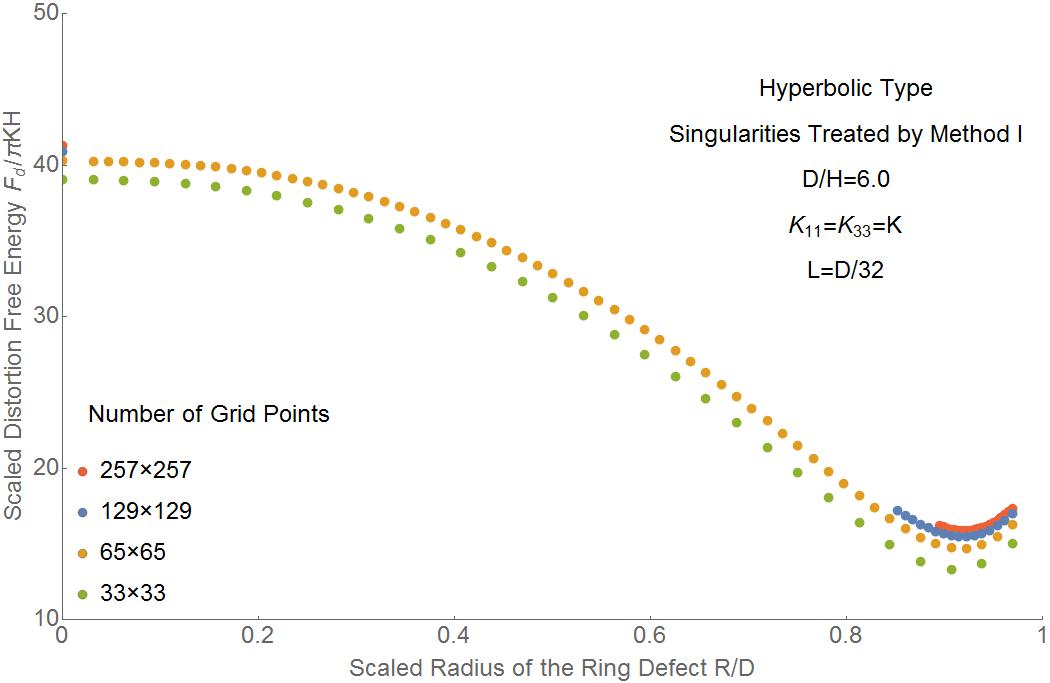 50
40
30
20
10
0
0.2
0.4
0.6
0.8
1
Scaled Distortion Free Energy F_d/πKH
Scaled Radius of the Ring Defect R/D
Hyperbolic Type
Singularities Treated by Method I
D/H=6.0
K₁₁=K₃₃=K
L=D/32
Number of Grid Points
257×257
129×129
65×65
33×33